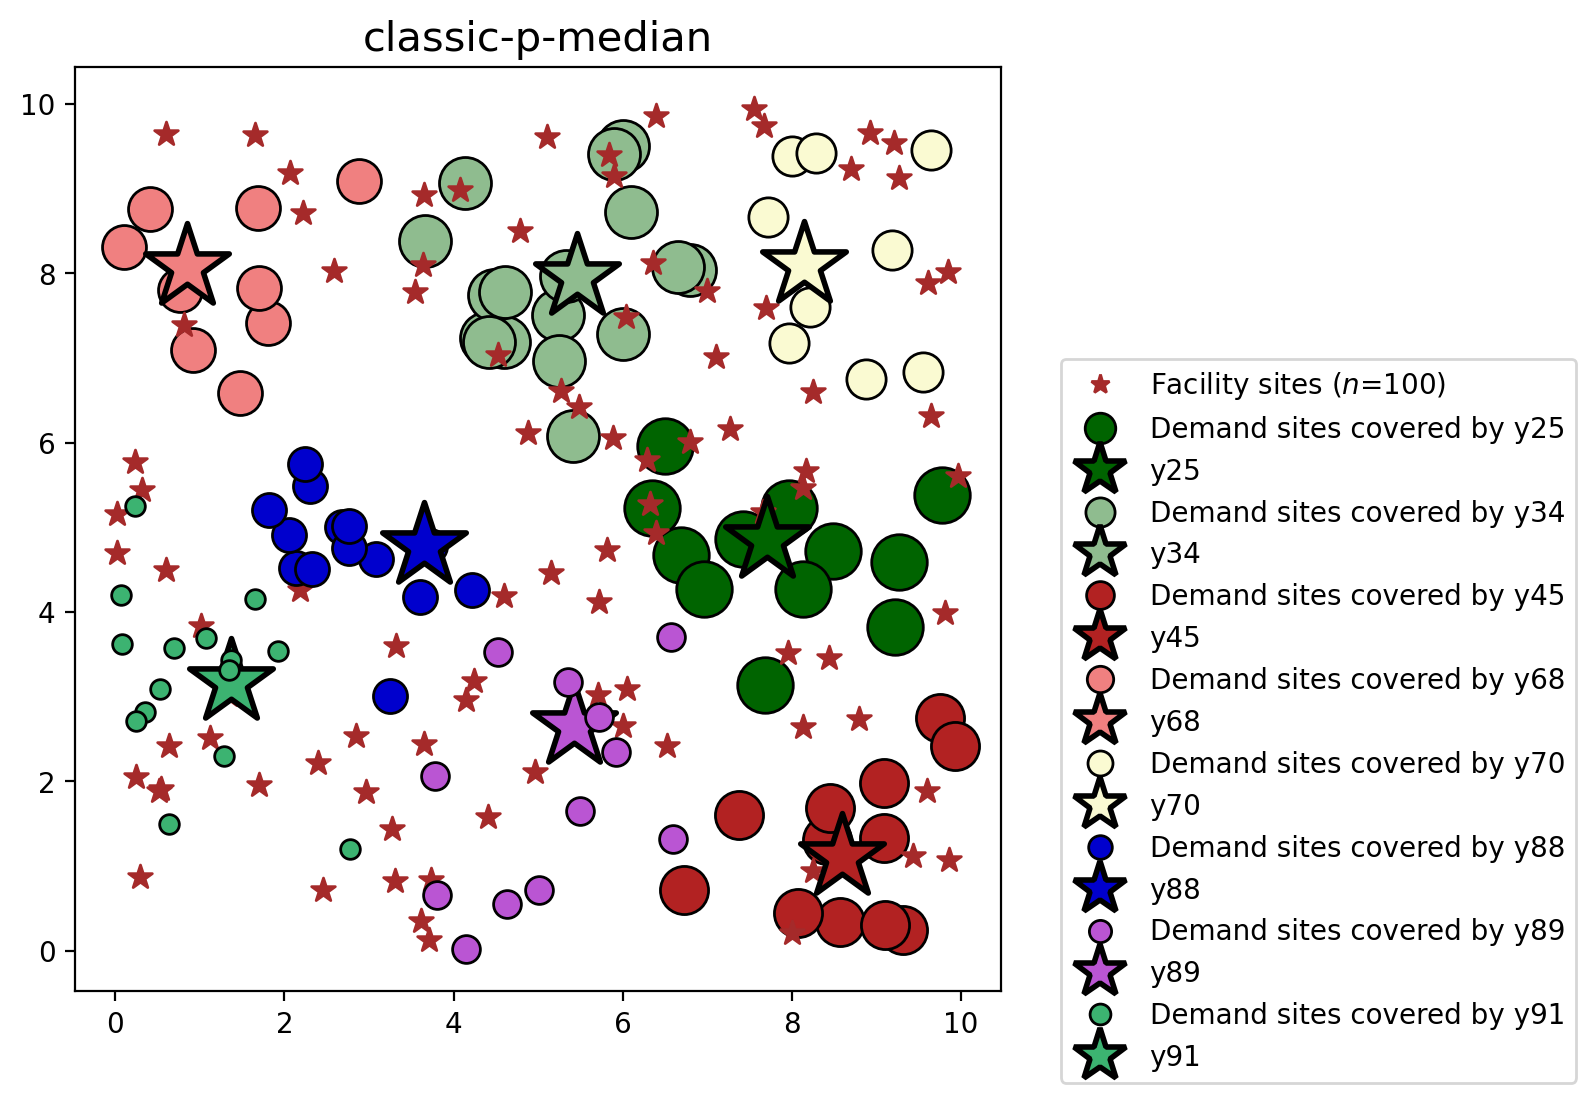 classic-p-median
10
8
6
4
2
0
0 2 4 6 8 10
Facility sites (n=100)
Demand sites covered by y25
y25
Demand sites covered by y34
y34
Demand sites covered by y45
y45
Demand sites covered by y68
y68
Demand sites covered by y70
y70
Demand sites covered by y88
y88
Demand sites covered by y89
y89
Demand sites covered by y91
y91